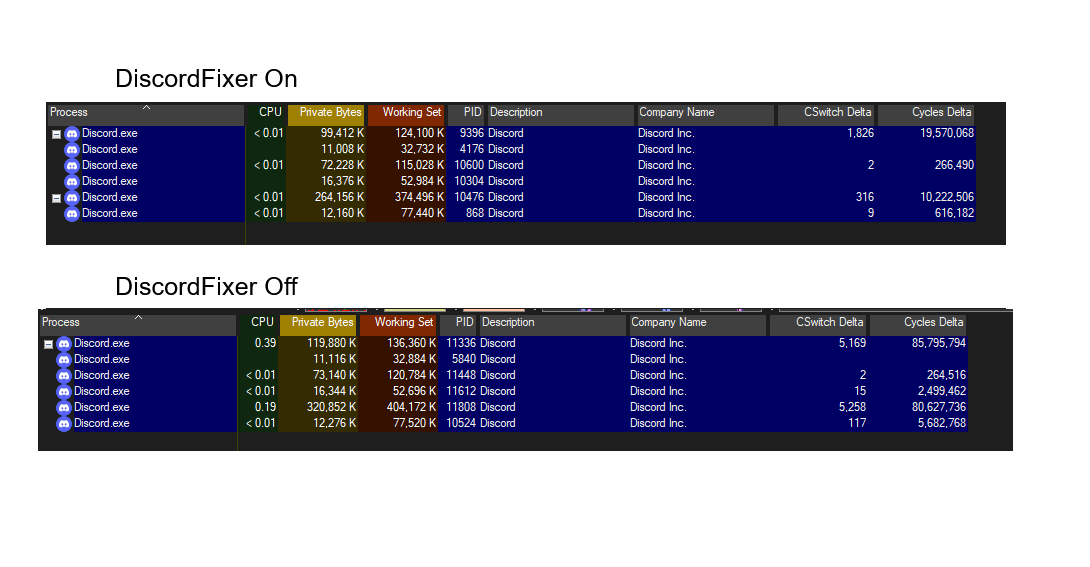 DiscordFixer On
Process CPU Private Bytes Working Set PID Description Company Name CSwitch Delta Cycles Delta
Discord.exe < 0.01 99,412 K 124,100 K 9396 Discord Discord Inc. 1,826 19,570,068
Discord.exe 11,008 K 32,732 K 4176 Discord Discord Inc.
Discord.exe < 0.01 72,228 K 115,028 K 10600 Discord Discord Inc. 2 266,490
Discord.exe 16,376 K 52,984 K 10304 Discord Discord Inc.
Discord.exe < 0.01 264,156 K 374,496 K 10476 Discord Discord Inc. 316 10,222,506
Discord.exe < 0.01 12,160 K 77,440 K 868 Discord Discord Inc. 9 616,182
DiscordFixer Off
Process CPU Private Bytes Working Set PID Description Company Name CSwitch Delta Cycles Delta
Discord.exe 0.39 119,880 K 136,360 K 11336 Discord Discord Inc. 5,169 85,795,794
Discord.exe 11,116 K 32,884 K 5840 Discord Discord Inc.
Discord.exe < 0.01 73,140 K 120,784 K 11448 Discord Discord Inc. 2 264,516
Discord.exe < 0.01 16,344 K 52,696 K 11612 Discord Discord Inc. 15 2,499,462
Discord.exe 0.19 320,852 K 404,172 K 11808 Discord Discord Inc. 5,258 80,627,736
Discord.exe < 0.01 12,276 K 77,520 K 10524 Discord Discord Inc. 117 5,682,768